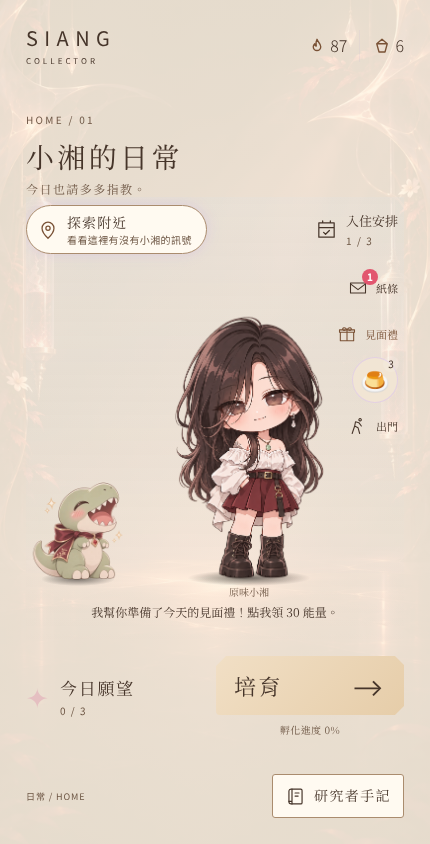 SIANG
COLLECTOR
87
6
HOME / 01
小湘的日常
今日也請多多指教。
探索附近
看看這裡有沒有小湘的訊號
入住安排
1 / 3
1
紙條
見面禮
3
出門
原味小湘
我幫你準備了今天的見面禮！點我領 30 能量。
今日願望
0 / 3
培育
孵化進度 0%
日常 / HOME
研究者手記